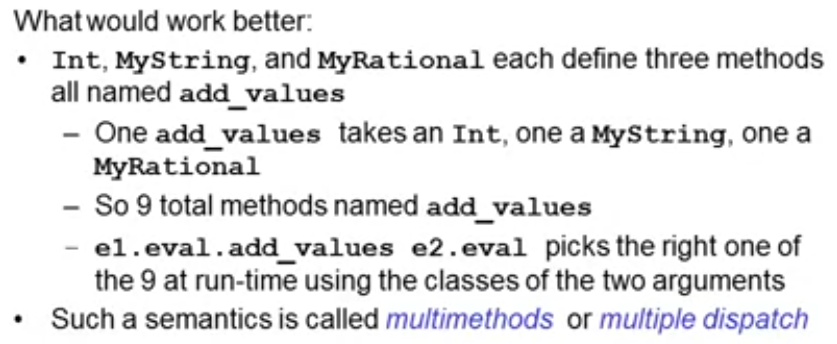 What would work better:
• Int, MyString, and MyRational each define three methods
all named add_values
– One add_values takes an Int, one a MyString, one a
MyRational
– So 9 total methods named add_values
– e1.eval.add_values e2.eval picks the right one of
the 9 at run-time using the classes of the two arguments
• Such a semantics is called multimethods or multiple dispatch